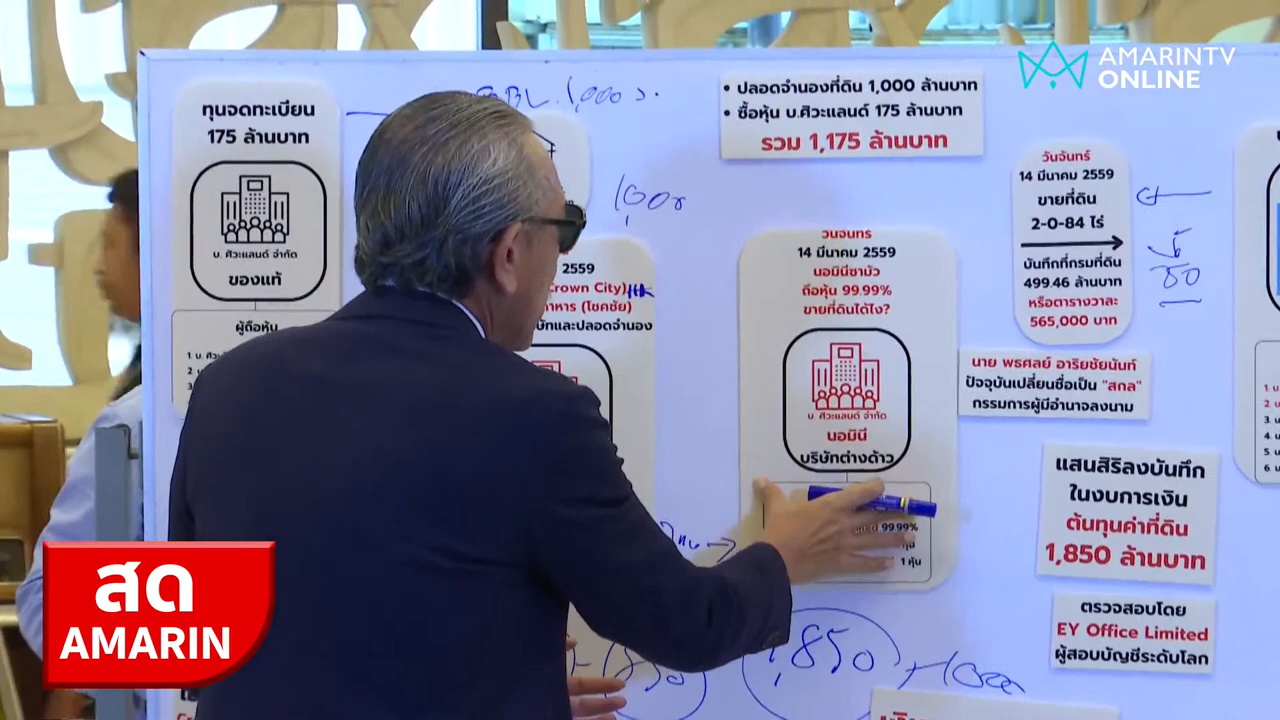 AMARINTV
ONLINE
ทุนจดทะเบียน
175 ล้านบาท
บ. ศิวะแลนด์ จำกัด
ของแท้
ผู้ถือหุ้น
1,000 ล.
1,000
• ปลอดจำนองที่ดิน 1,000 ล้านบาท
• ซื้อหุ้น บ.ศิวะแลนด์ 175 ล้านบาท
รวม 1,175 ล้านบาท
2559
Crown City)
อาหาร (โชคชัย)
ษัทและปลอดจำนอง
วันจันทร์
14 มีนาคม 2559
นอมินีซามัว
ถือหุ้น 99.99%
ขายที่ดินได้ไง?
บ. ศิวะแลนด์ จำกัด
นอมินี
บริษัทต่างด้าว
99.99%
หุ้น
1 หุ้น
วันจันทร์
14 มีนาคม 2559
ขายที่ดิน
2-0-84 ไร่
บันทึกที่กรมที่ดิน
499.46 ล้านบาท
หรือตารางวาละ
565,000 บาท
50
นาย พรศลย์ อาริยชัยนันท์
ปัจจุบันเปลี่ยนชื่อเป็น "สกล"
กรรมการผู้มีอำนาจลงนาม
แสนสิริลงบันทึก
ในงบการเงิน
ต้นทุนค่าที่ดิน
1,850 ล้านบาท
ตรวจสอบโดย
EY Office Limited
ผู้สอบบัญชีระดับโลก
1,850
สด
AMARIN